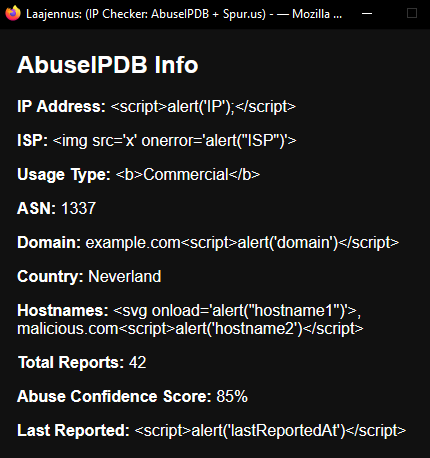 Laajennus: (IP Checker: AbuseIPDB + Spur.us) - — Mozilla ...
AbuseIPDB Info
IP Address: <script>alert('IP');</script>
ISP: <img src='x' onerror='alert("ISP")'>
Usage Type: <b>Commercial</b>
ASN: 1337
Domain: example.com<script>alert('domain')</script>
Country: Neverland
Hostnames: <svg onload='alert("hostname1")'>,
malicious.com<script>alert('hostname2')</script>
Total Reports: 42
Abuse Confidence Score: 85%
Last Reported: <script>alert('lastReportedAt')</script>